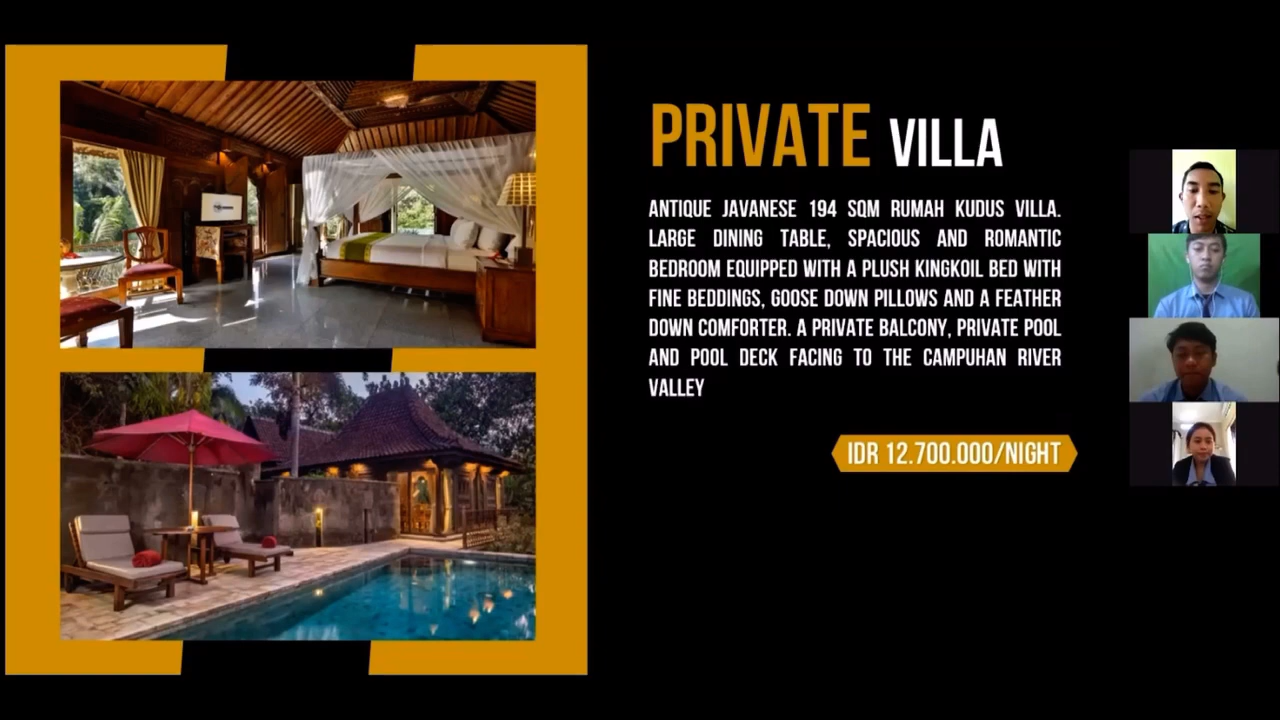 PRIVATE VILLA
ANTIQUE JAVANESE 194 SQM RUMAH KUDUS VILLA.
LARGE DINING TABLE, SPACIOUS AND ROMANTIC
BEDROOM EQUIPPED WITH A PLUSH KINGKOIL BED WITH
FINE BEDDINGS, GOOSE DOWN PILLOWS AND A FEATHER
DOWN COMFORTER. A PRIVATE BALCONY, PRIVATE POOL
AND POOL DECK FACING TO THE CAMPUHAN RIVER
VALLEY
IDR 12.700.000/NIGHT